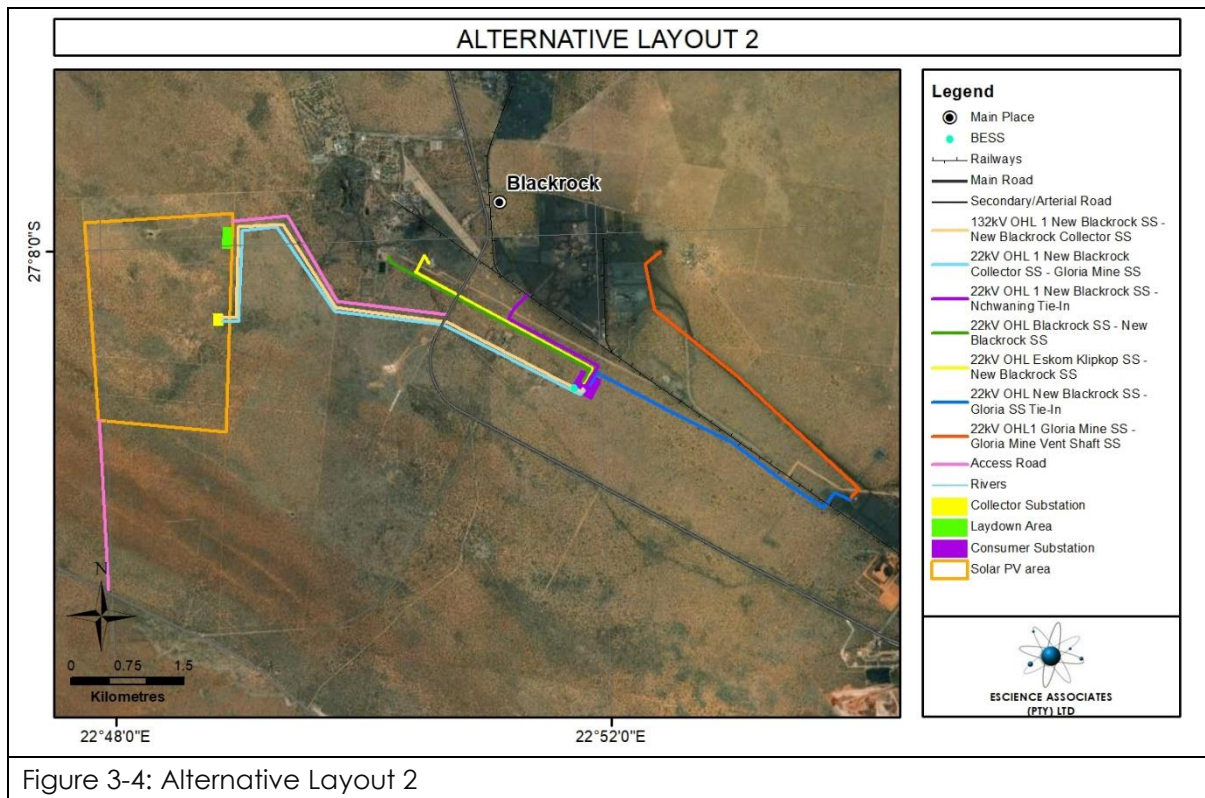 ALTERNATIVE LAYOUT 2
Blackrock
27°8'0"S
N
0 0.75 1.5
Kilometres
22°48'0"E
22°52'0"E
Legend
Main Place
BESS
Railways
Main Road
Secondary/Arterial Road
132kV OHL 1 New Blackrock SS -
New Blackrock Collector SS
22kV OHL 1 New Blackrock
Collector SS - Gloria Mine SS
22kV OHL 1 New Blackrock SS -
Nchwaning Tie-In
22kV OHL Blackrock SS - New
Blackrock SS
22kV OHL Eskom Klipkop SS -
New Blackrock SS
22kV OHL New Blackrock SS -
Gloria SS Tie-In
22kV OHL1 Gloria Mine SS -
Gloria Mine Vent Shaft SS
Access Road
Rivers
Collector Substation
Laydown Area
Consumer Substation
Solar PV area
ESCIENCE ASSOCIATES
(PTY) LTD
Figure 3-4: Alternative Layout 2